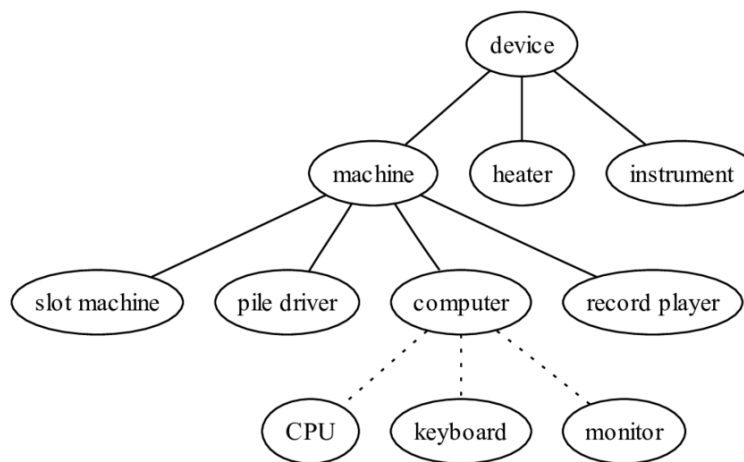 device
machine
heater
instrument
slot machine
pile driver
computer
record player
CPU
keyboard
monitor